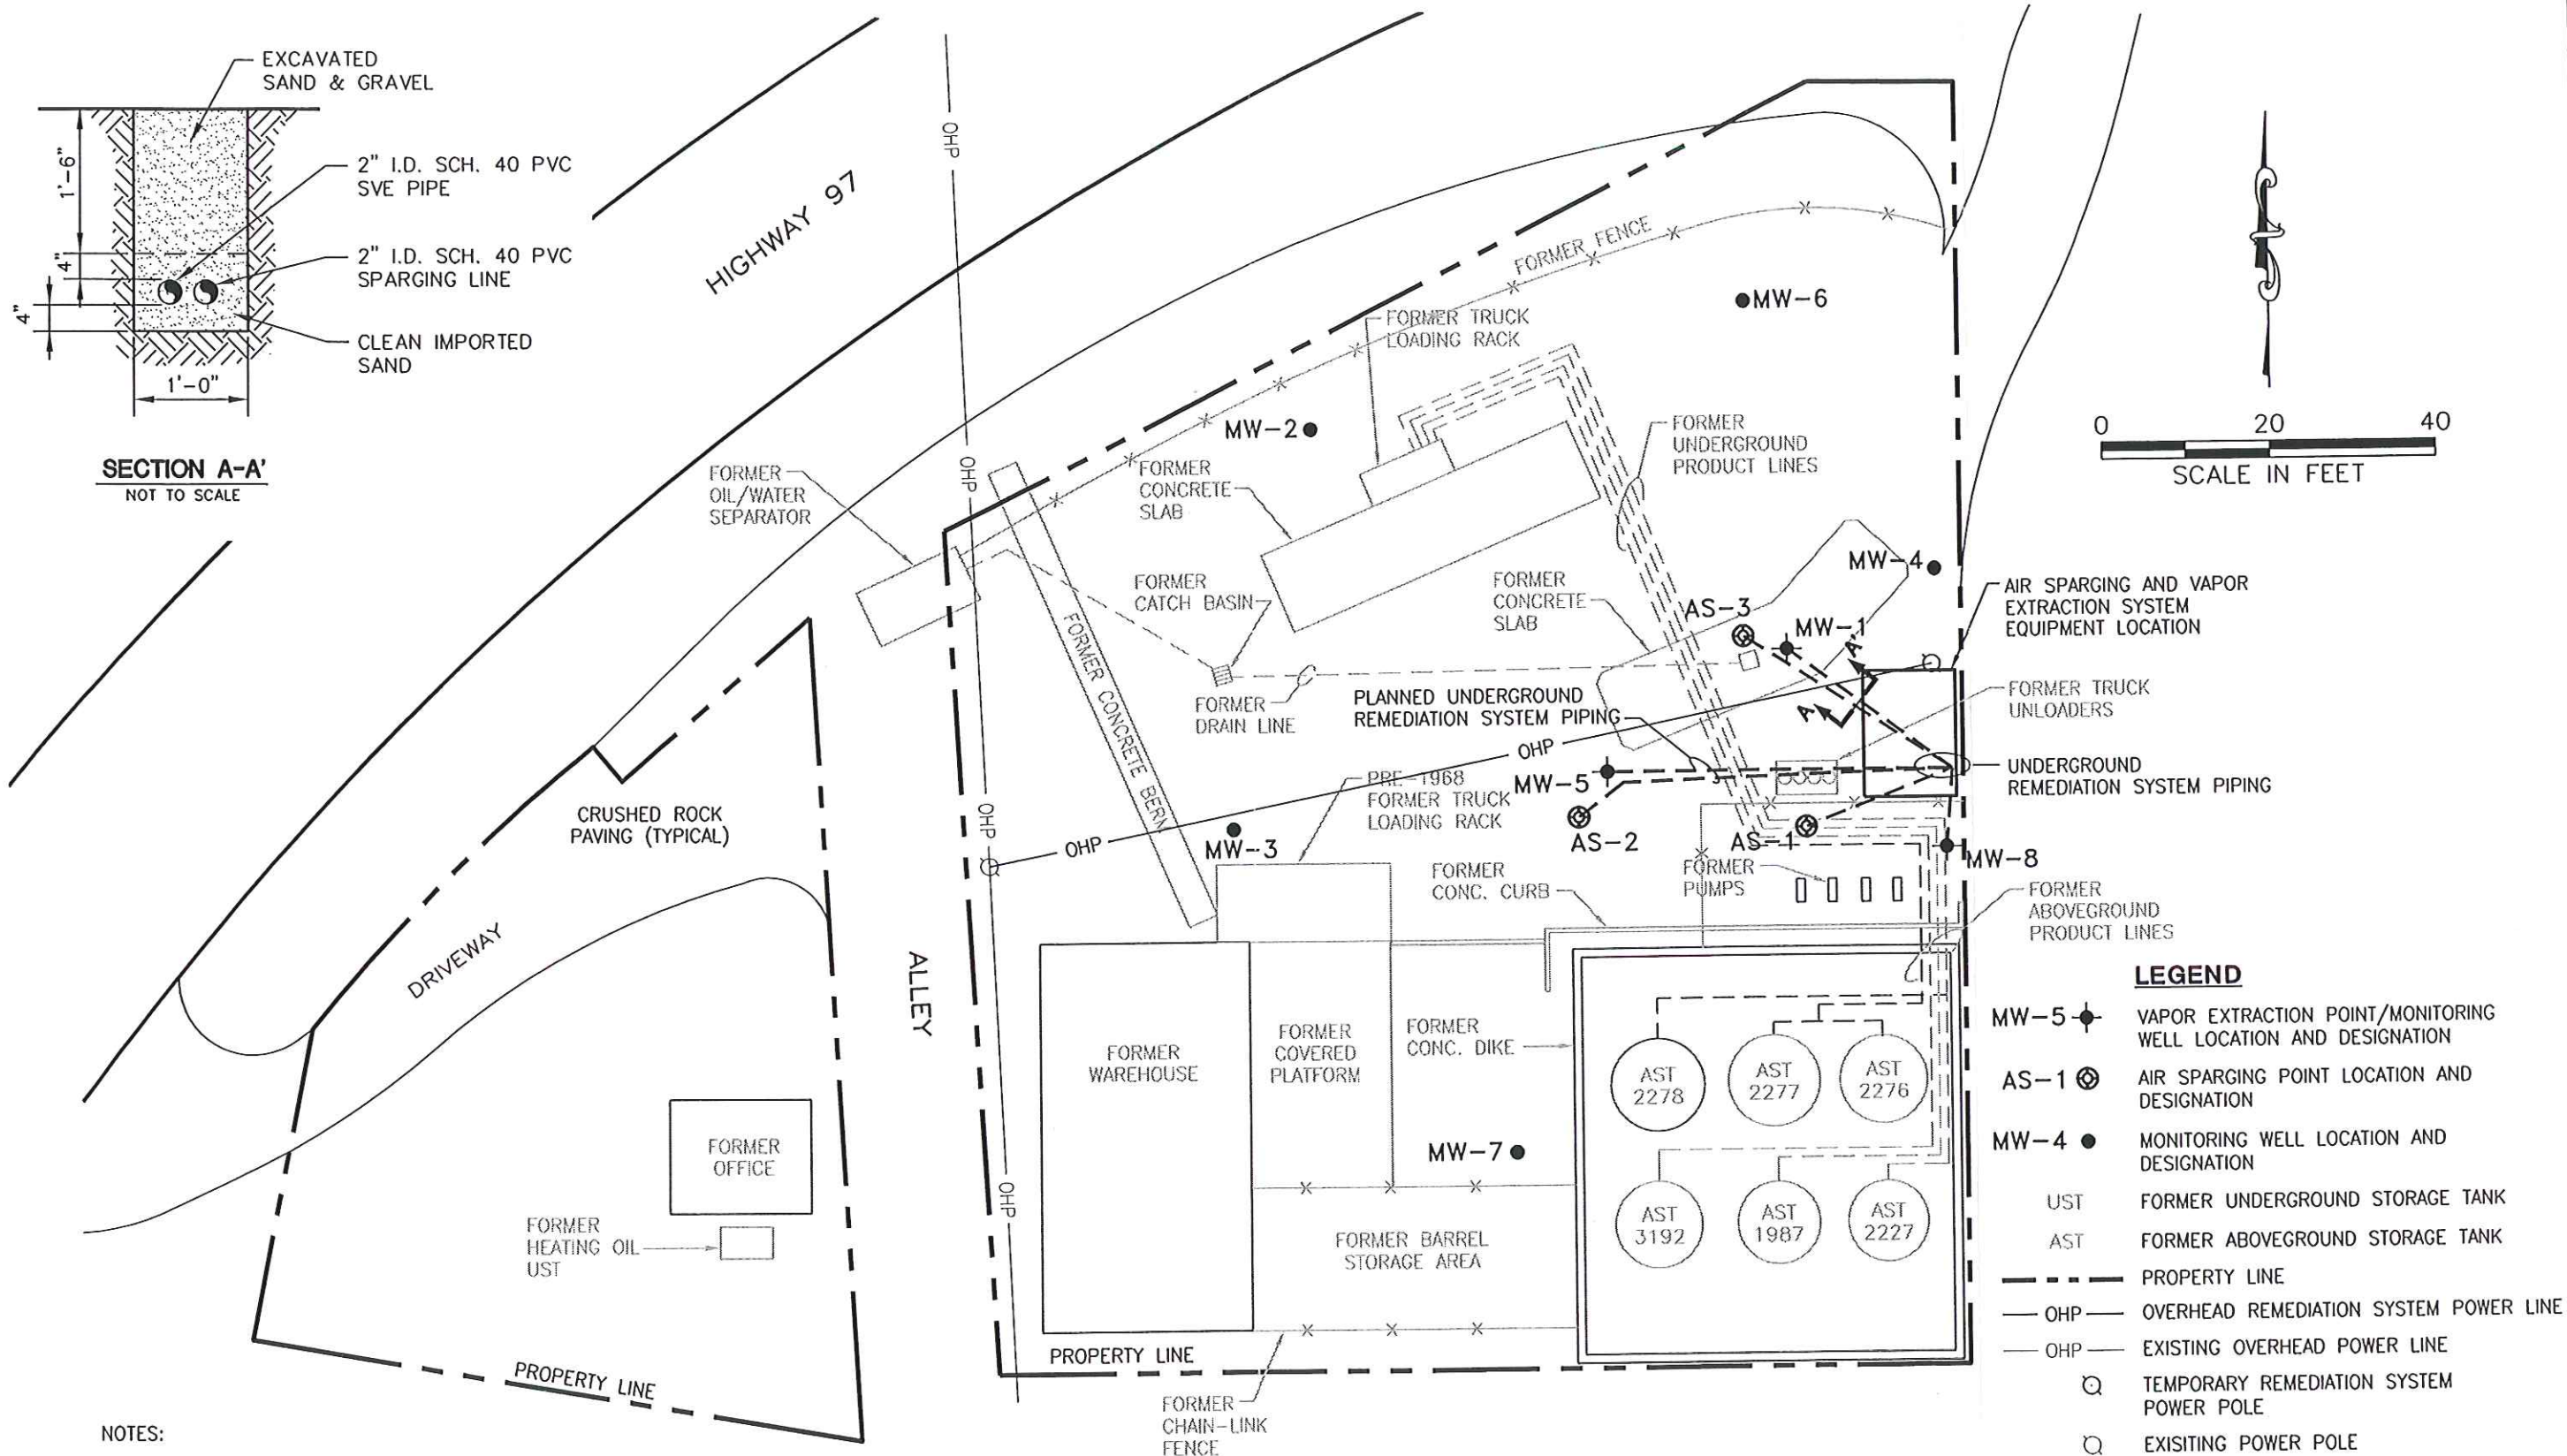 EXCAVATED
SAND & GRAVEL
1'-6"
2" I.D. SCH. 40 PVC
SVE PIPE
4"
2" I.D. SCH. 40 PVC
SPARGING LINE
4"
CLEAN IMPORTED
SAND
1'-0"
SECTION A-A'
NOT TO SCALE
HIGHWAY 97
OHP
OHP
OHP
OHP
FORMER FENCE
MW-6
FORMER TRUCK
LOADING RACK
MW-2
FORMER
UNDERGROUND
PRODUCT LINES
0 20 40
SCALE IN FEET
FORMER
OIL/WATER
SEPARATOR
FORMER
CONCRETE
SLAB
FORMER
CATCH BASIN
FORMER
CONCRETE
SLAB
MW-4
AS-3
MW-1
A'
A
AIR SPARGING AND VAPOR
EXTRACTION SYSTEM
EQUIPMENT LOCATION
FORMER CONCRETE BERM
FORMER
DRAIN LINE
PLANNED UNDERGROUND
REMEDIATION SYSTEM PIPING
FORMER TRUCK
UNLOADERS
OHP
OHP
MW-5
UNDERGROUND
REMEDIATION SYSTEM PIPING
PRE-1968
FORMER TRUCK
LOADING RACK
CRUSHED ROCK
PAVING (TYPICAL)
MW-3
AS-2
AS-1
MW-8
FORMER
CONC. CURB
FORMER
PUMPS
FORMER
ABOVEGROUND
PRODUCT LINES
DRIVEWAY
ALLEY
FORMER
WAREHOUSE
FORMER
COVERED
PLATFORM
FORMER
CONC. DIKE
AST
2278
AST
2277
AST
2276
FORMER
OFFICE
MW-7
AST
3192
AST
1987
AST
2227
FORMER
HEATING OIL
UST
FORMER BARREL
STORAGE AREA
PROPERTY LINE
PROPERTY LINE
FORMER
CHAIN-LINK
FENCE
NOTES:
LEGEND
MW-5 VAPOR EXTRACTION POINT/MONITORING
WELL LOCATION AND DESIGNATION
AS-1 AIR SPARGING POINT LOCATION AND
DESIGNATION
MW-4 MONITORING WELL LOCATION AND
DESIGNATION
UST FORMER UNDERGROUND STORAGE TANK
AST FORMER ABOVEGROUND STORAGE TANK
PROPERTY LINE
OHP OVERHEAD REMEDIATION SYSTEM POWER LINE
OHP EXISTING OVERHEAD POWER LINE
TEMPORARY REMEDIATION SYSTEM
POWER POLE
EXISITING POWER POLE